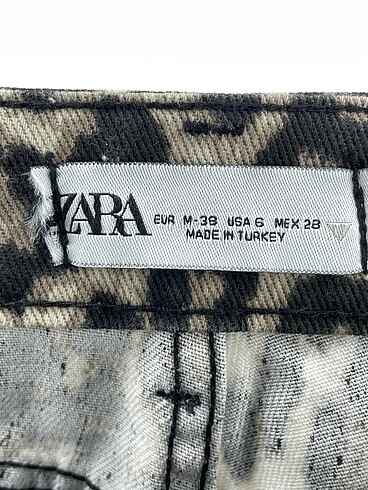 ZARA
EUR M-38 USA 6 MEX 28
MADE IN TURKEY